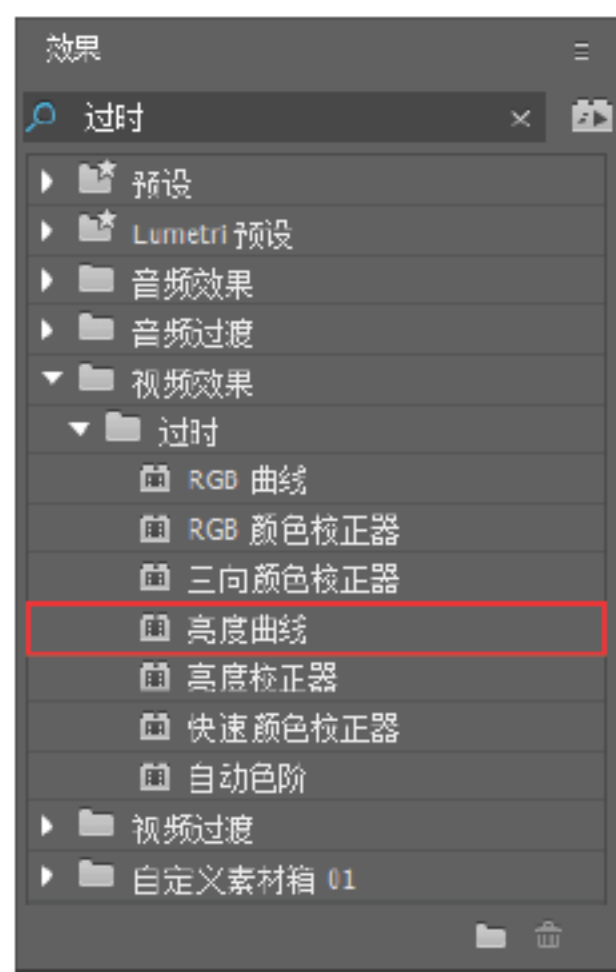 效果
过时
预设
Lumetri 预设
音频效果
音频过渡
视频效果
过时
RGB 曲线
RGB 颜色校正器
三向颜色校正器
亮度曲线
亮度校正器
快速颜色校正器
自动色阶
视频过渡
自定义素材箱 01